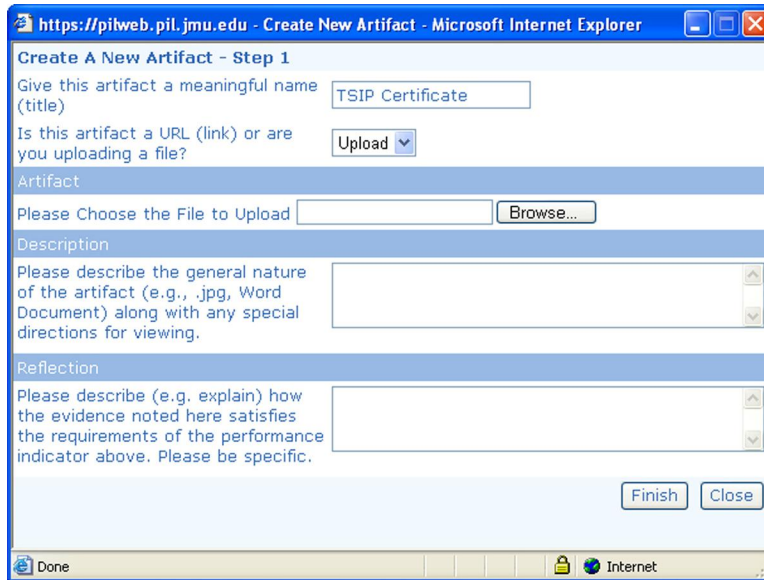 https://pilweb.pil.jmu.edu - Create New Artifact - Microsoft Internet Explorer
Create A New Artifact - Step 1
Give this artifact a meaningful name
(title)
TSIP Certificate
Is this artifact a URL (link) or are
you uploading a file?
Upload
Artifact
Please Choose the File to Upload
Browse...
Description
Please describe the general nature
of the artifact (e.g., .jpg, Word
Document) along with any special
directions for viewing.
Reflection
Please describe (e.g. explain) how
the evidence noted here satisfies
the requirements of the performance
indicator above. Please be specific.
Finish
Close
Done
Internet